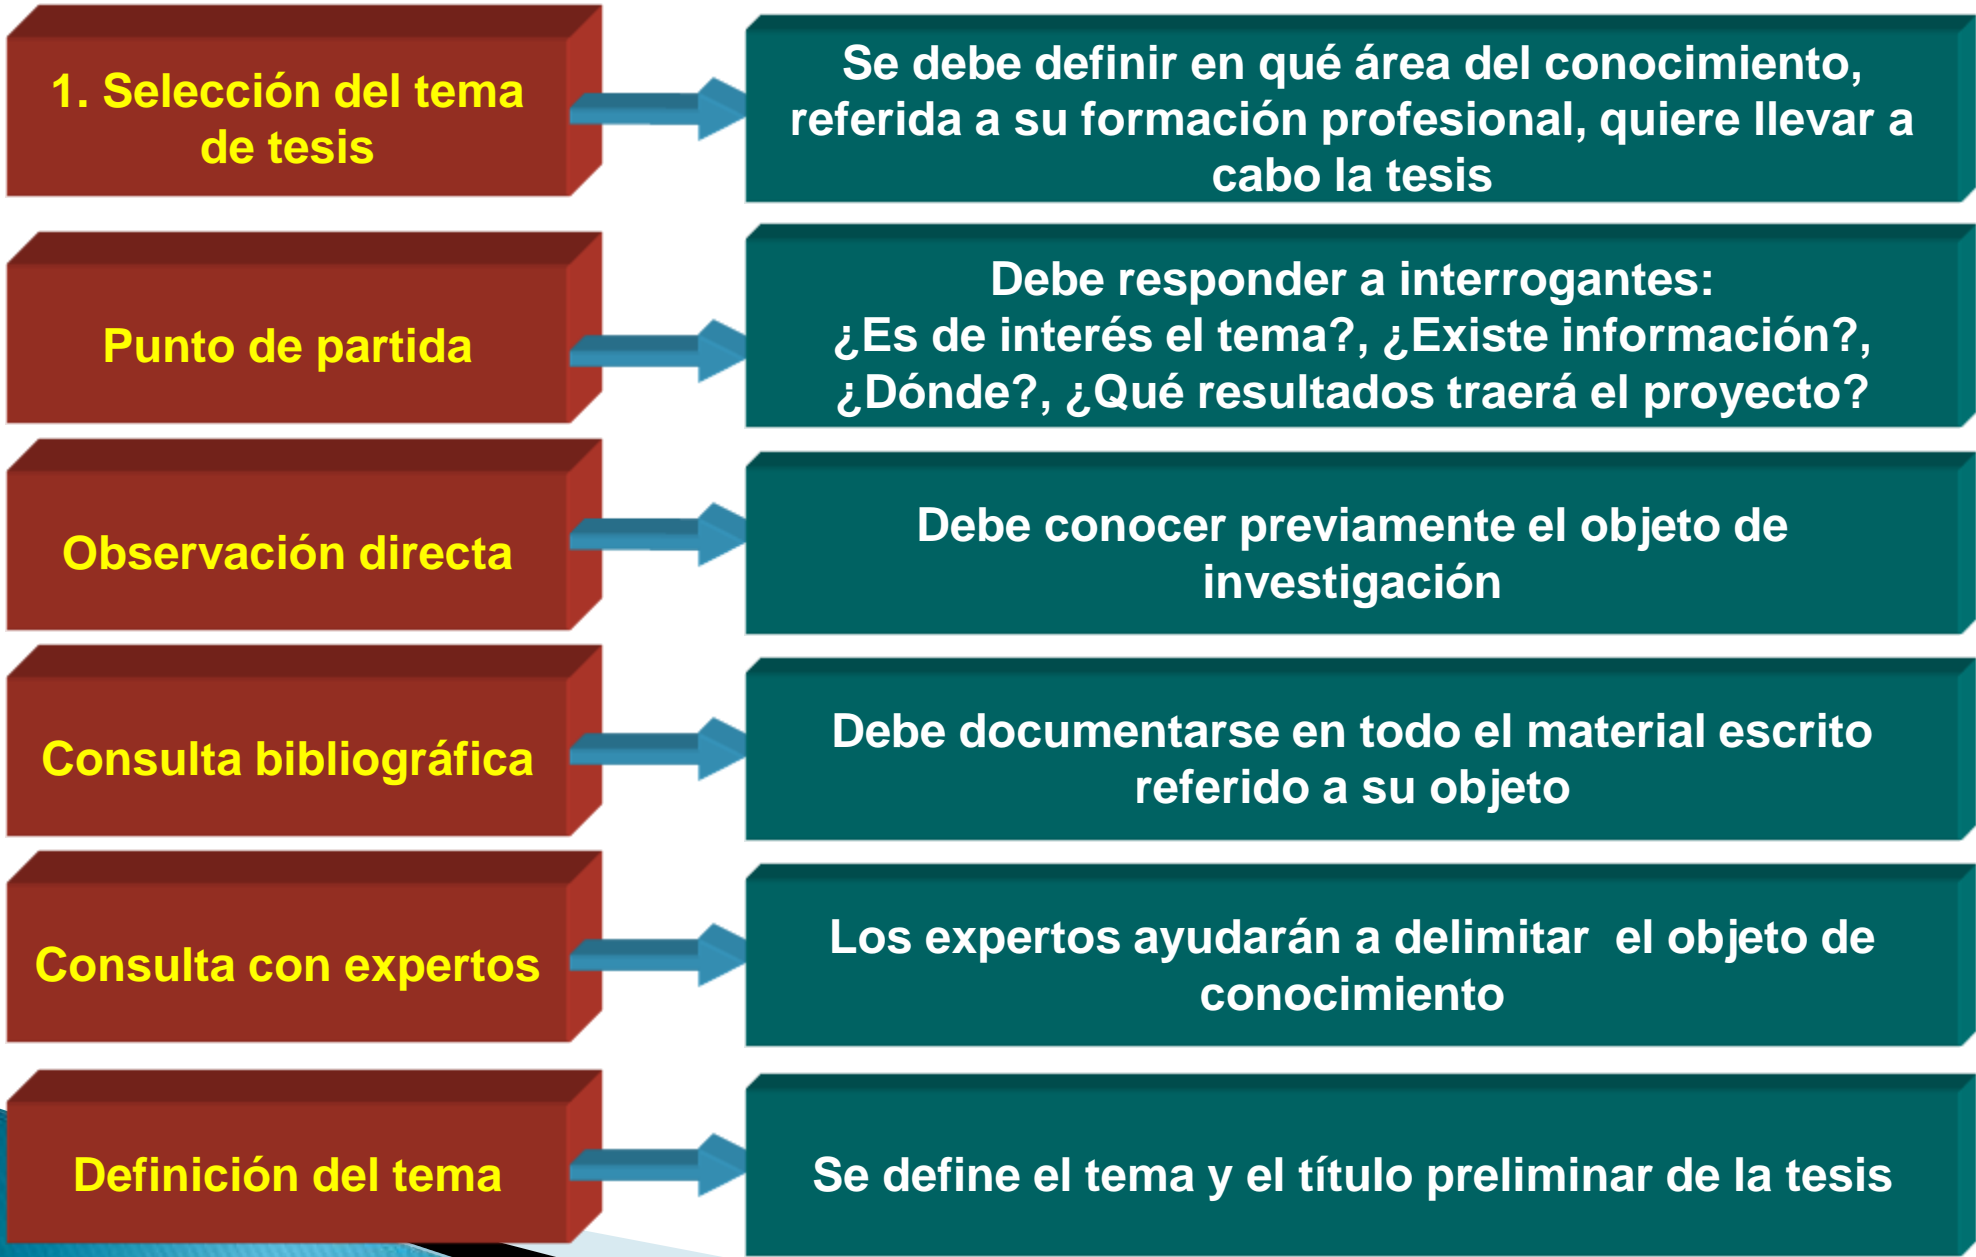 1. Selección del tema
de tesis
Se debe definir en qué área del conocimiento,
referida a su formación profesional, quiere llevar a
cabo la tesis
Punto de partida
Debe responder a interrogantes:
¿Es de interés el tema?, ¿Existe información?,
¿Dónde?, ¿Qué resultados traerá el proyecto?
Observación directa
Debe conocer previamente el objeto de
investigación
Consulta bibliográfica
Debe documentarse en todo el material escrito
referido a su objeto
Consulta con expertos
Los expertos ayudarán a delimitar  el objeto de
conocimiento
Definición del tema
Se define el tema y el título preliminar de la tesis